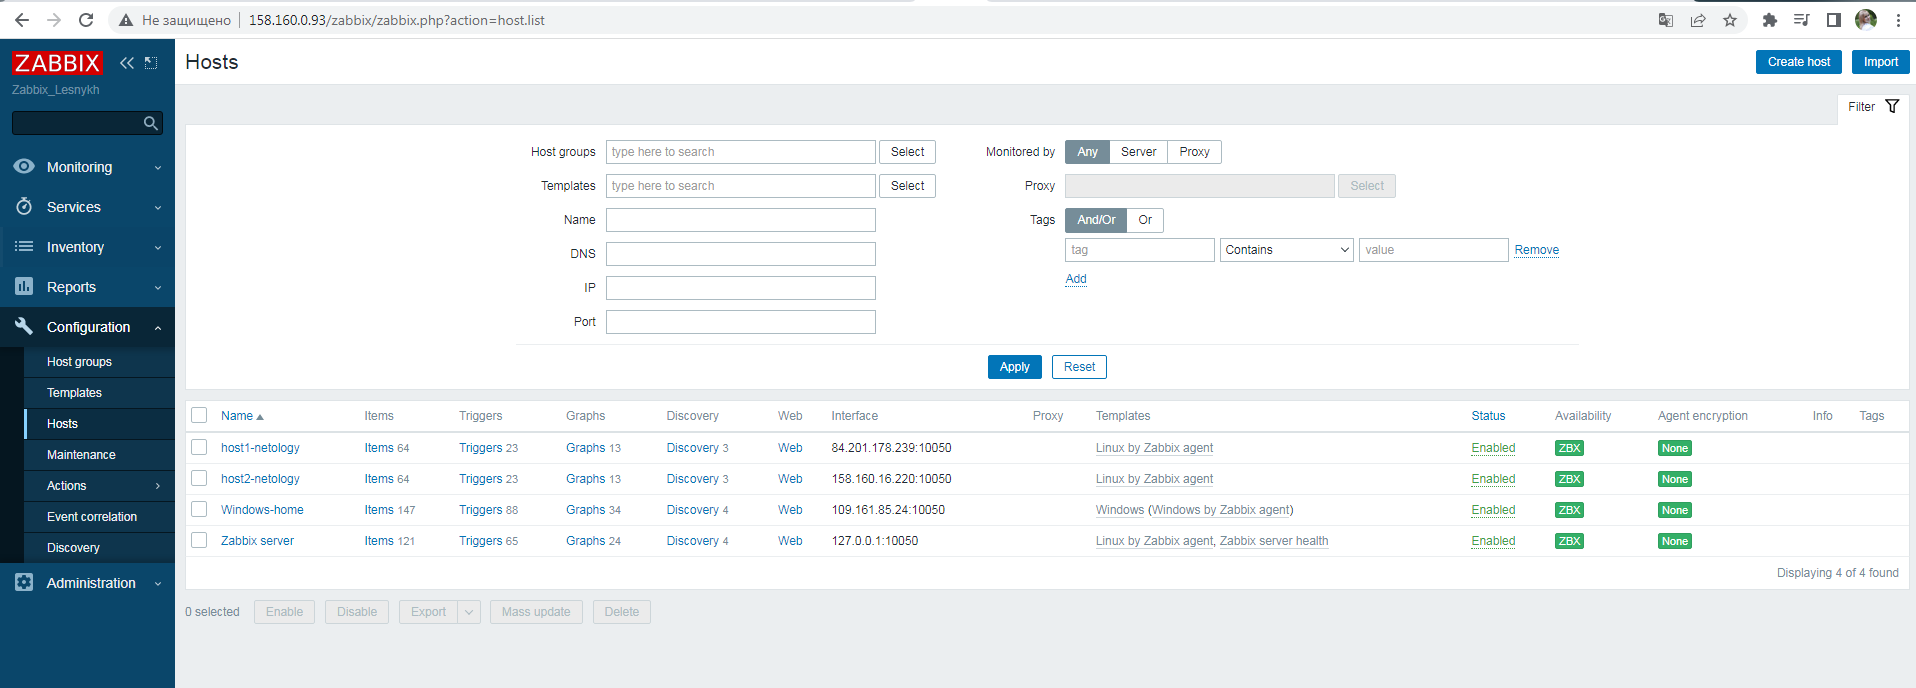 Не защищено 158.160.0.93/zabbix/zabbix.php?action=host.list
ZABBIX
Zabbix_Lesnykh
Monitoring
Services
Inventory
Reports
Configuration
Host groups
Templates
Hosts
Maintenance
Actions
Event correlation
Discovery
Administration
Hosts
Create host Import
Filter
Host groups type here to search Select
Templates type here to search Select
Name
DNS
IP
Port
Monitored by Any Server Proxy
Proxy Select
Tags And/Or Or
tag Contains value Remove
Add
Apply Reset
Name Items Triggers Graphs Discovery Web Interface Proxy Templates Status Availability Agent encryption Info Tags
host1-netology Items 64 Triggers 23 Graphs 13 Discovery 3 Web 84.201.178.239:10050 Linux by Zabbix agent Enabled ZBX None
host2-netology Items 64 Triggers 23 Graphs 13 Discovery 3 Web 158.160.16.220:10050 Linux by Zabbix agent Enabled ZBX None
Windows-home Items 147 Triggers 88 Graphs 34 Discovery 4 Web 109.161.85.24:10050 Windows (Windows by Zabbix agent) Enabled ZBX None
Zabbix server Items 121 Triggers 65 Graphs 24 Discovery 4 Web 127.0.0.1:10050 Linux by Zabbix agent, Zabbix server health Enabled ZBX None
Displaying 4 of 4 found
0 selected Enable Disable Export Mass update Delete